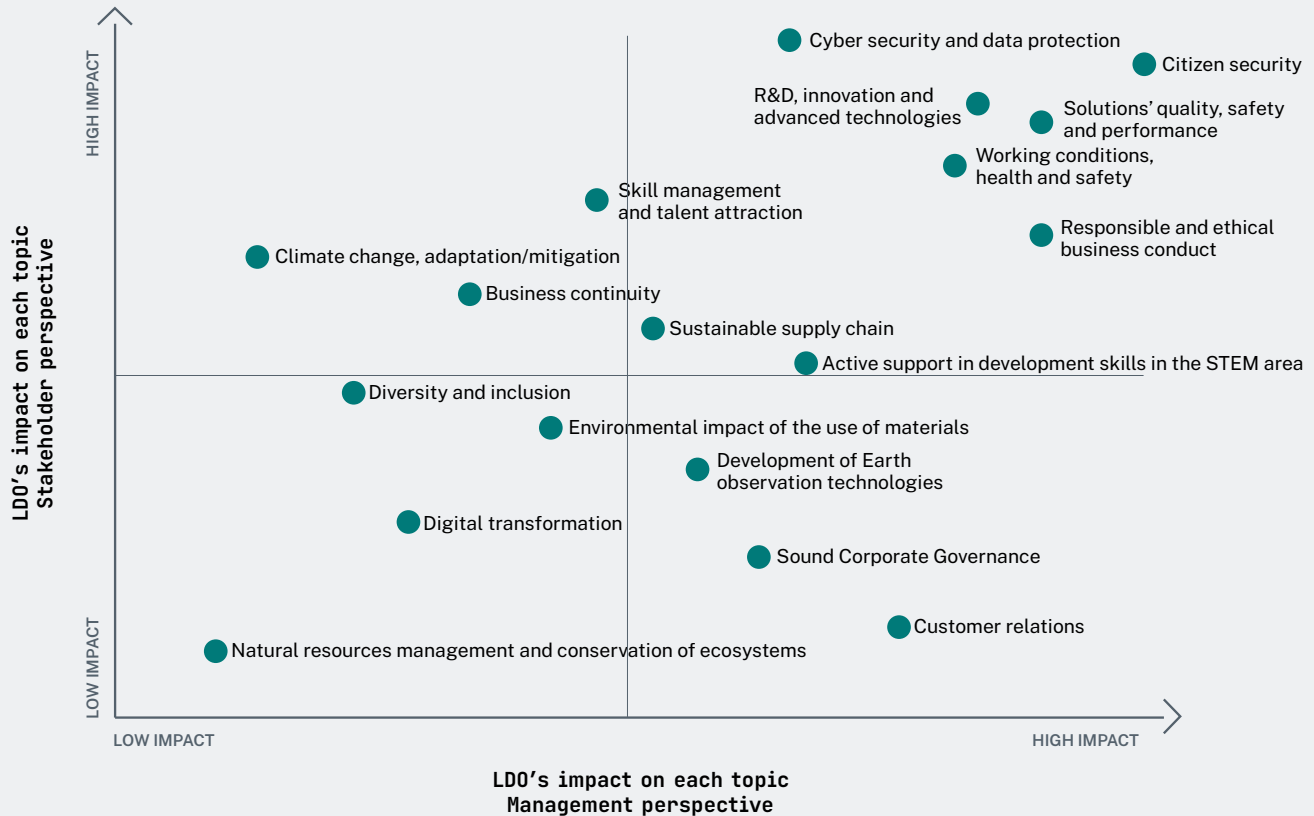 HIGH IMPACT
Cyber security and data protection
Citizen security
R&D, innovation and
advanced technologies
Solutions’ quality, safety
and performance
Working conditions,
health and safety
Skill management
and talent attraction
Responsible and ethical
business conduct
Climate change, adaptation/mitigation
Business continuity
Sustainable supply chain
Active support in development skills in the STEM area
LDO’s impact on each topic
Stakeholder perspective
Diversity and inclusion
Environmental impact of the use of materials
Development of Earth
observation technologies
Digital transformation
Sound Corporate Governance
Customer relations
Natural resources management and conservation of ecosystems
LOW IMPACT
LOW IMPACT
HIGH IMPACT
LDO’s impact on each topic
Management perspective